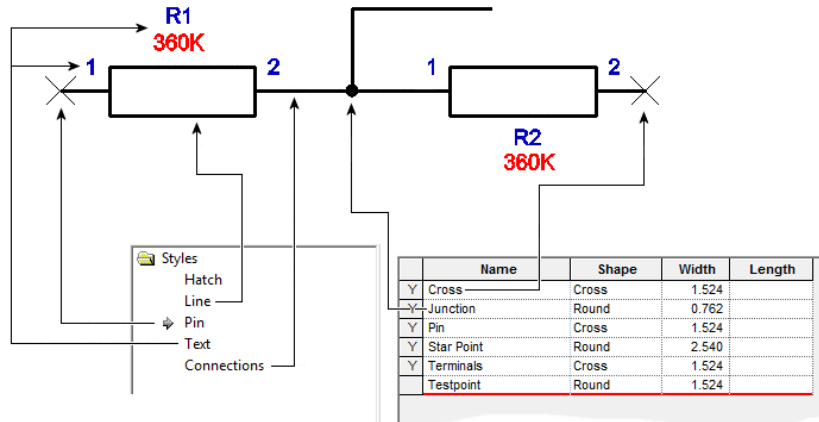 R1
360K
1 2 1 2
R2
360K
Styles
Hatch
Line
Pin
Text
Connections
Name Shape Width Length
Y Cross Cross 1.524
Y Junction Round 0.762
Y Pin Cross 1.524
Y Star Point Round 2.540
Y Terminals Cross 1.524
Testpoint Round 1.524